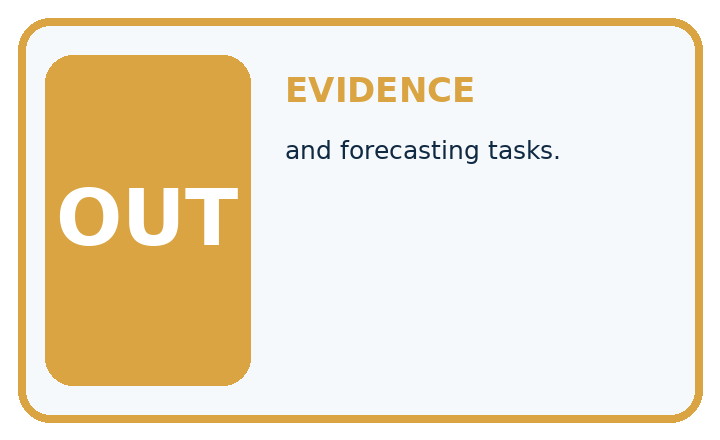 OUT
EVIDENCE
and forecasting tasks.